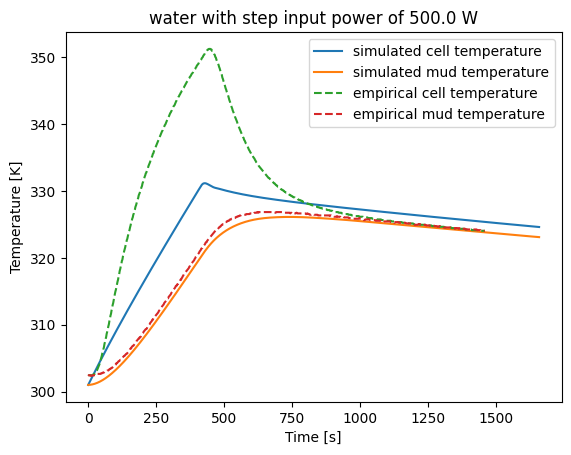 water with step input power of 500.0 W
simulated cell temperature
simulated mud temperature
empirical cell temperature
empirical mud temperature
350
340
330
320
310
300
Temperature [K]
0
250
500
750
1000
1250
1500
Time [s]